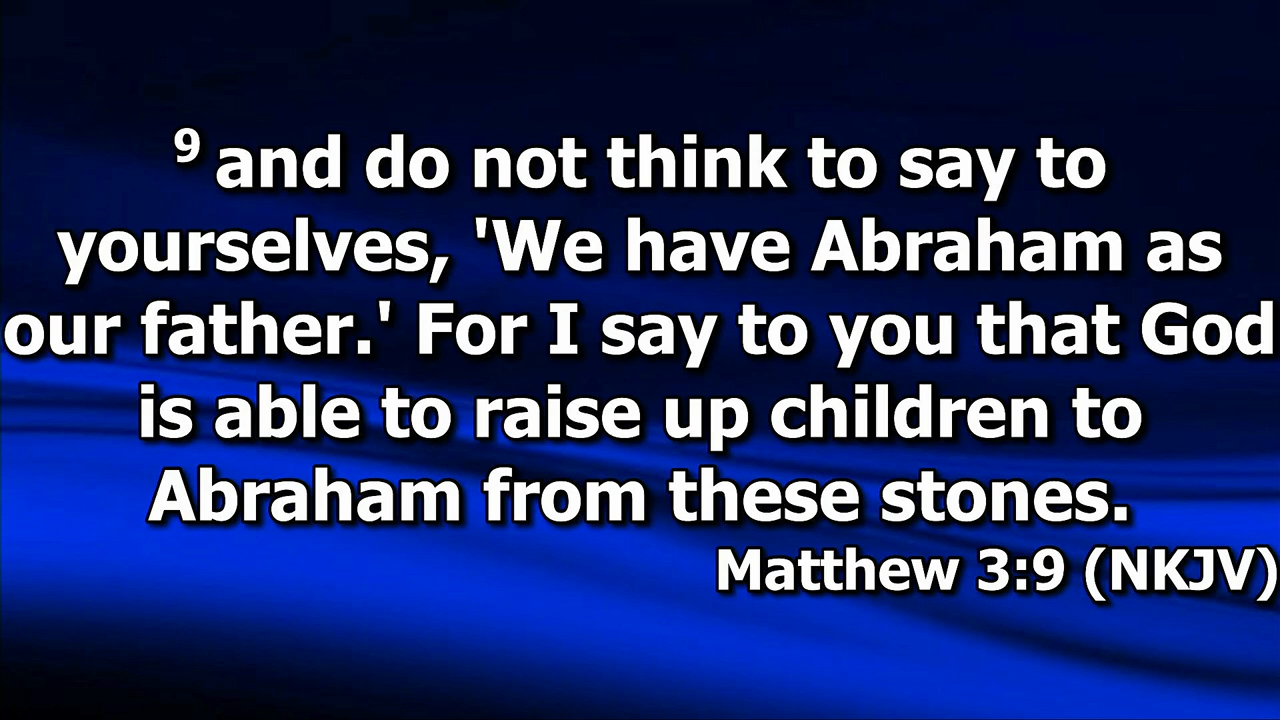 9 and do not think to say to
yourselves, 'We have Abraham as
our father.' For I say to you that God
is able to raise up children to
Abraham from these stones.
Matthew 3:9 (NKJV)